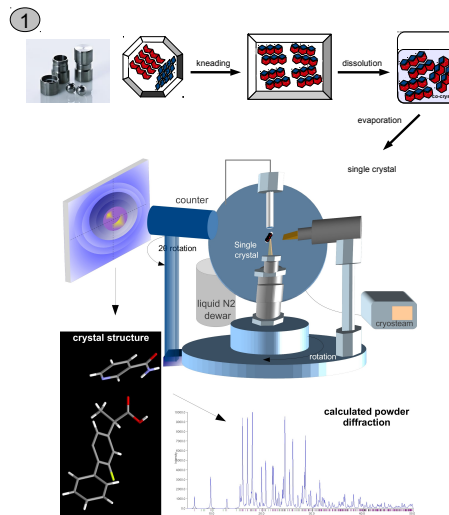 1
kneading
dissolution
co-crys
evaporation
single crystal
counter
Single
crystal
2θ rotation
liquid N2
dewar
cryosteam
rotation
crystal structure
calculated powder
diffraction